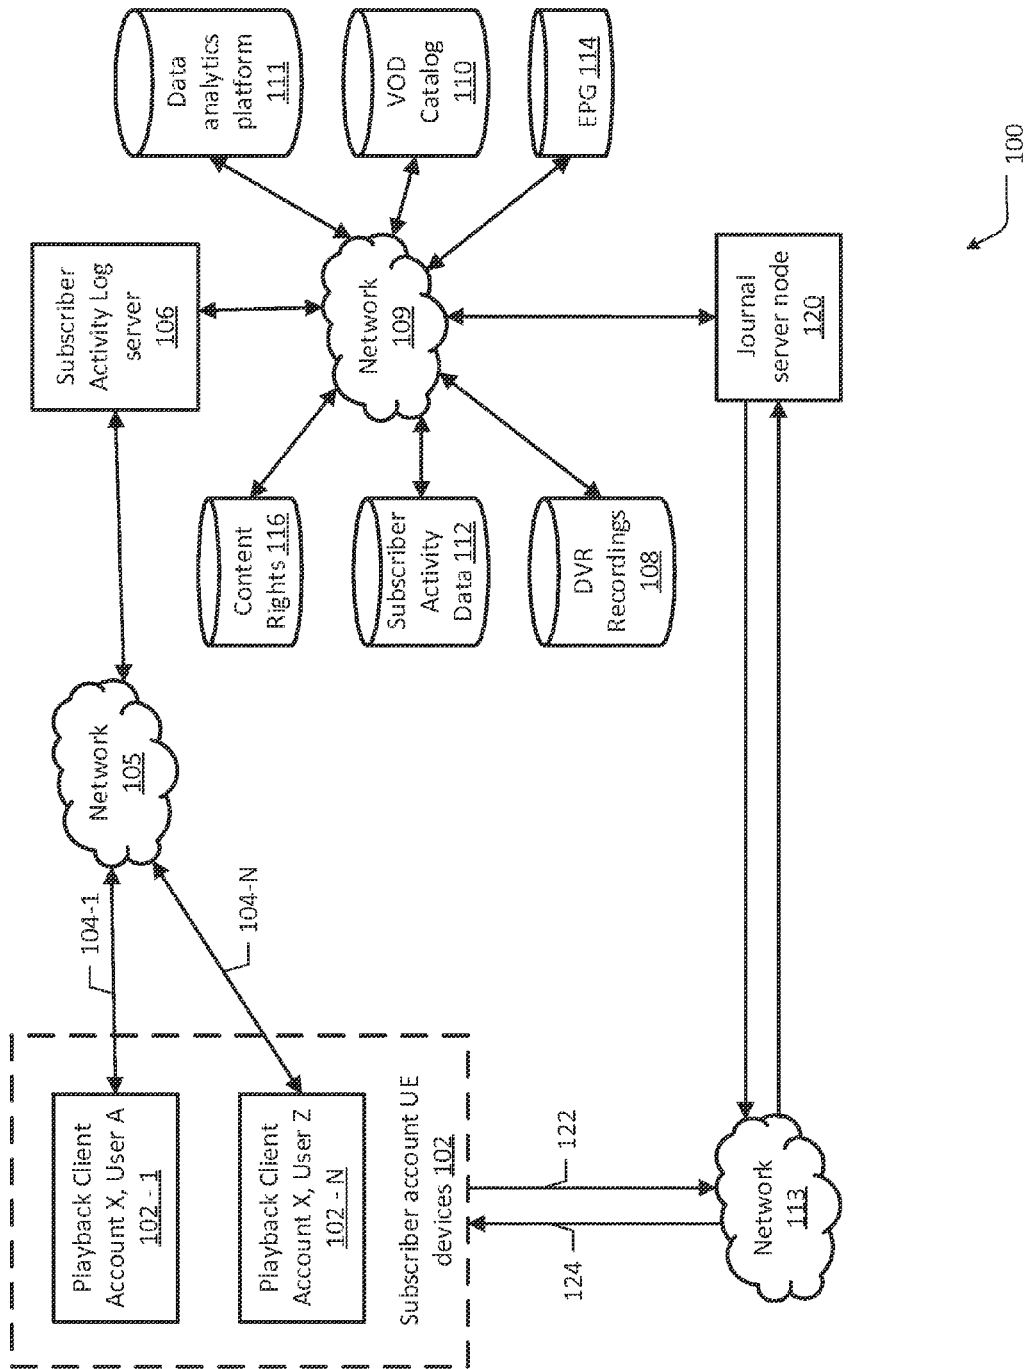 Playback Client
Account X, User A
102 - 1
Playback Client
Account X, User Z
102 - N
Subscriber account UE
devices 102
104-1
104-N
Network
105
Subscriber
Activity Log
server
106
Content
Rights 116
Subscriber
Activity
Data 112
DVR
Recordings
108
Network
109
Data
analytics
platform
111
VOD
Catalog
110
EPG 114
124
122
Network
113
Journal
server node
120
100